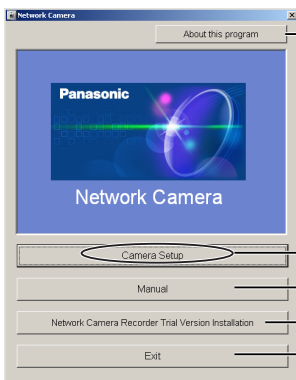 Network Camera
About this program
Panasonic
Network Camera
Camera Setup
Manual
Network Camera Recorder Trial Version Installation
Exit